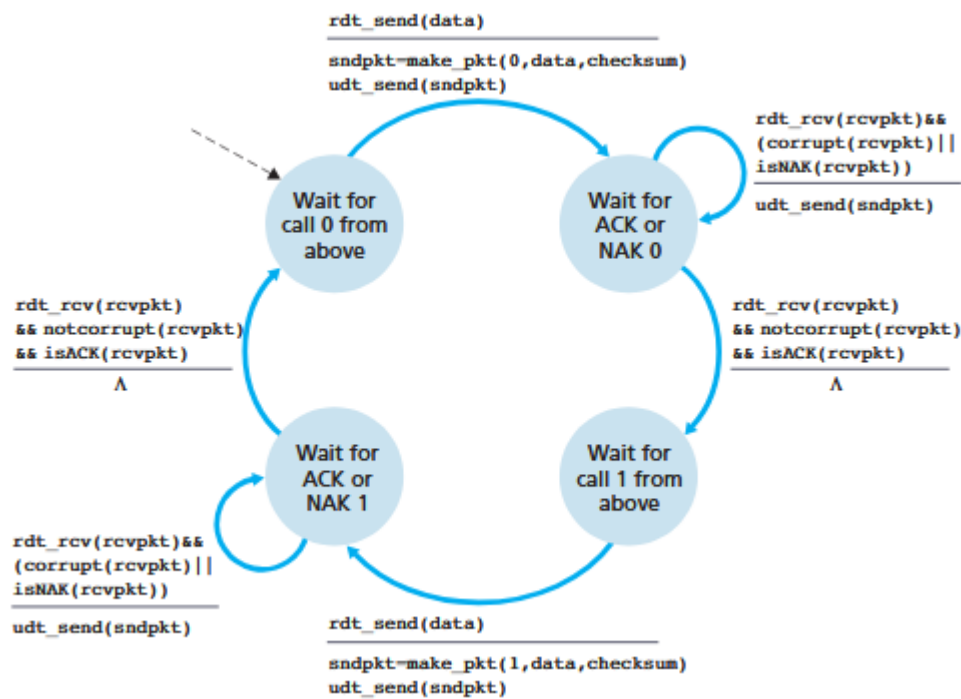 rdt_send(data)
sndpkt=make_pkt(0,data,checksum)
udt_send(sndpkt)
rdt_rcv(rcvpkt)&&
(corrupt(rcvpkt)||
isNAK(rcvpkt))
udt_send(sndpkt)
Wait for
call 0 from
above
Wait for
ACK or
NAK 0
rdt_rcv(rcvpkt)
&& notcorrupt(rcvpkt)
&& isACK(rcvpkt)
Λ
rdt_rcv(rcvpkt)
&& notcorrupt(rcvpkt)
&& isACK(rcvpkt)
Λ
Wait for
ACK or
NAK 1
Wait for
call 1 from
above
rdt_rcv(rcvpkt)&&
(corrupt(rcvpkt)||
isNAK(rcvpkt))
udt_send(sndpkt)
rdt_send(data)
sndpkt=make_pkt(1,data,checksum)
udt_send(sndpkt)